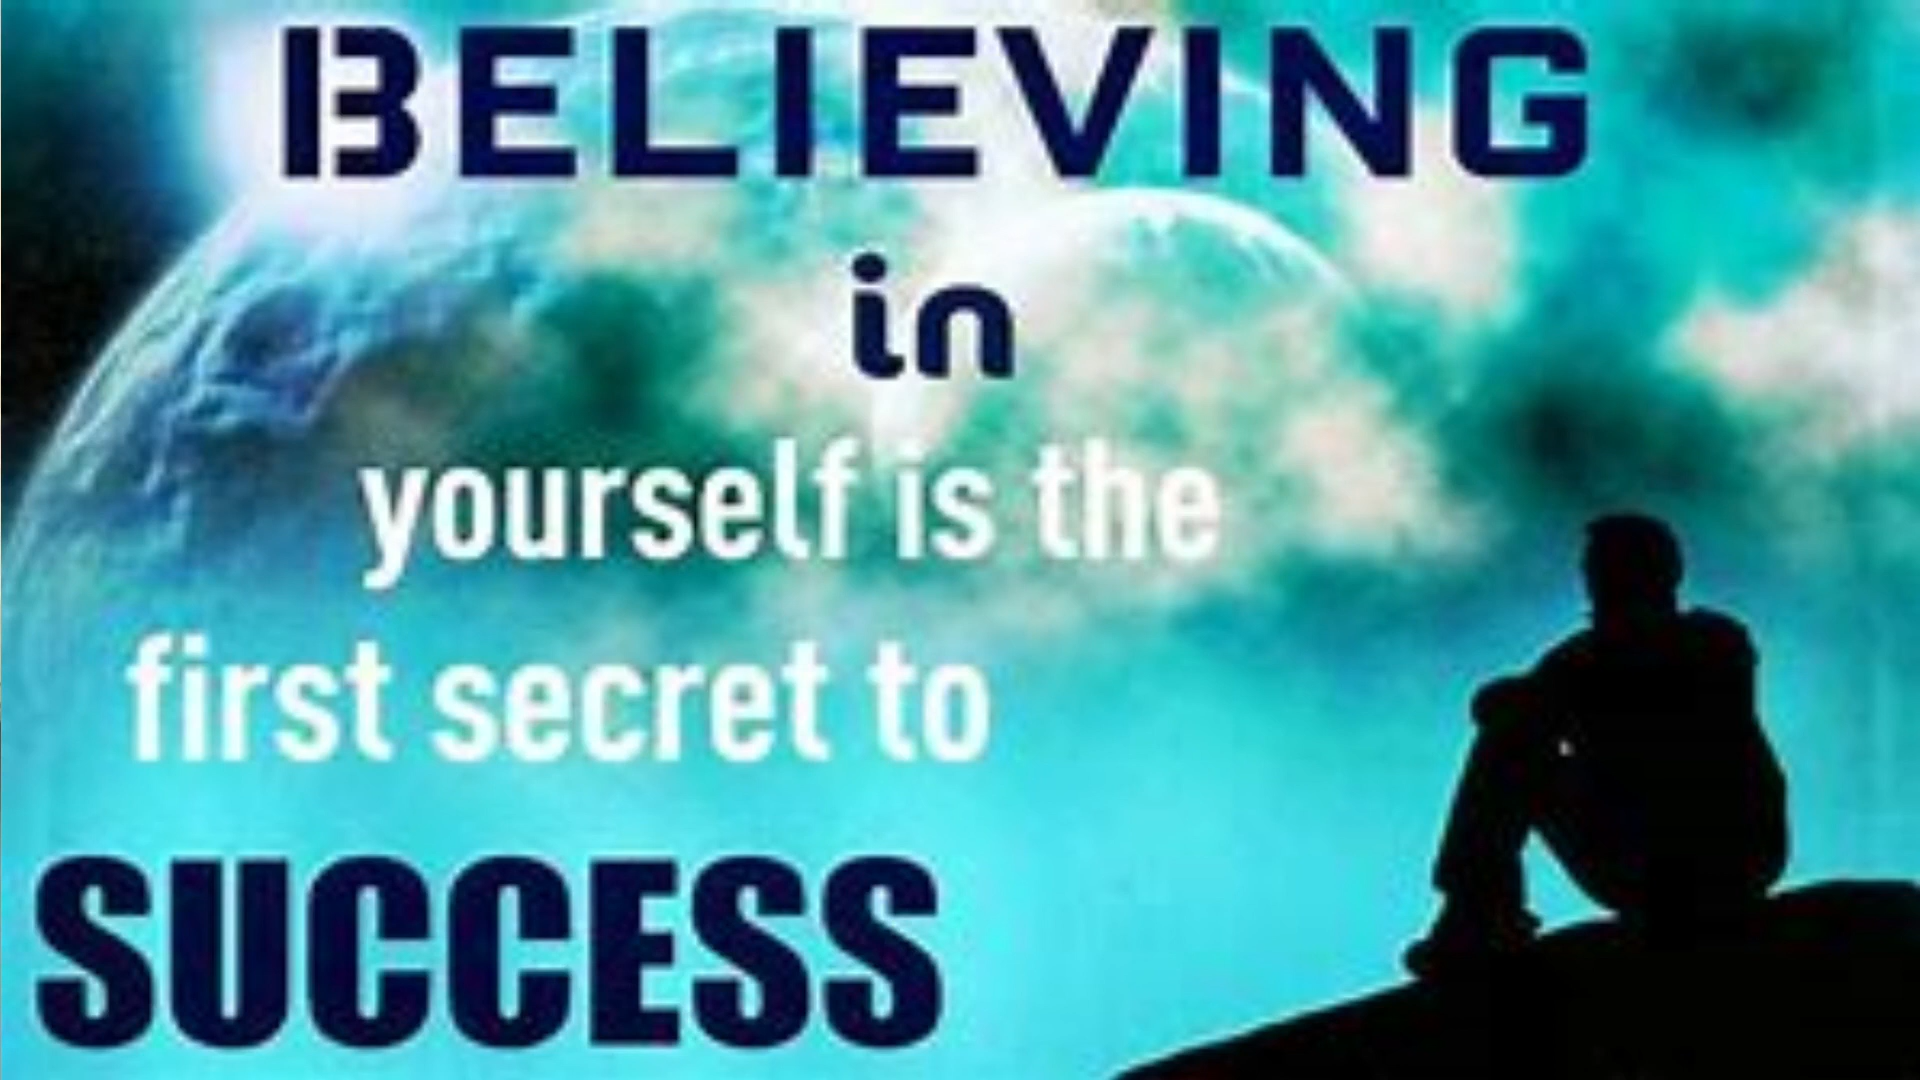 BELIEVING
in
yourself is the
first secret to
SUCCESS